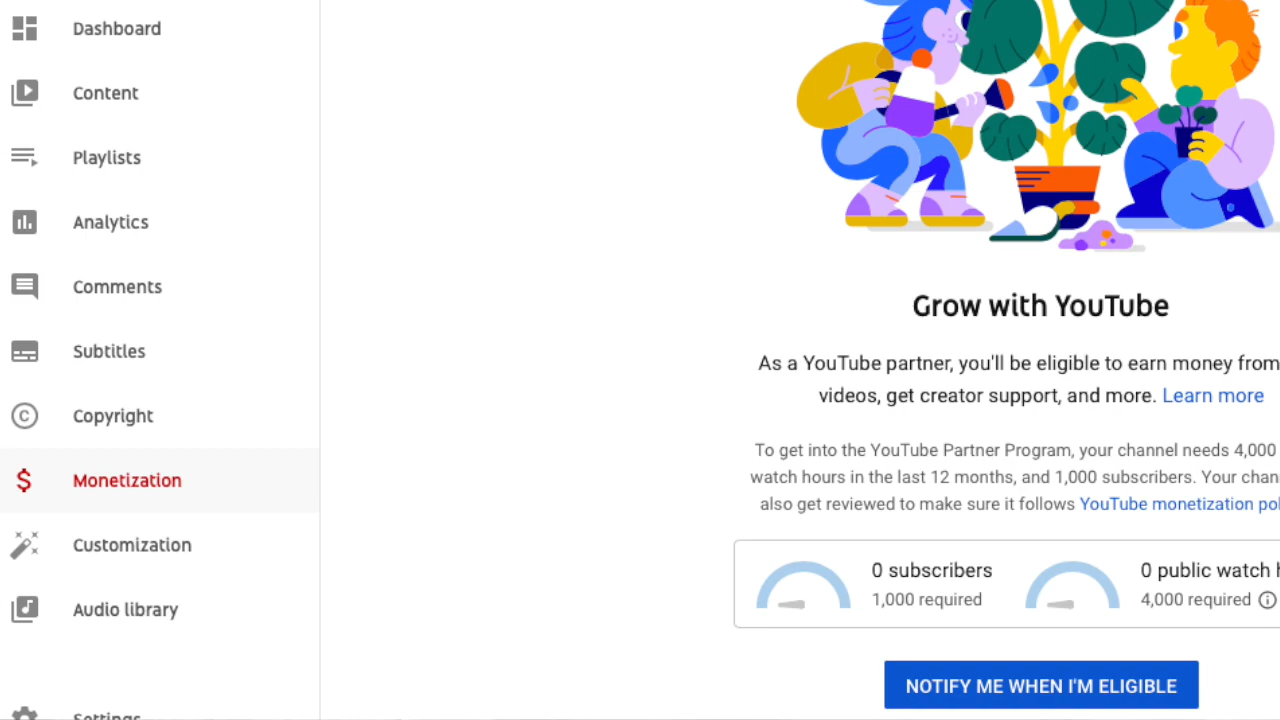 Dashboard
Content
Playlists
Analytics
Comments
Subtitles
Copyright
Monetization
Customization
Audio library
Settings
Grow with YouTube
As a YouTube partner, you'll be eligible to earn money from
videos, get creator support, and more. Learn more
To get into the YouTube Partner Program, your channel needs 4,000
watch hours in the last 12 months, and 1,000 subscribers. Your
also get reviewed to make sure it follows YouTube monetization
0 subscribers
1,000 required
0 public watch
4,000 required
NOTIFY ME WHEN I'M ELIGIBLE